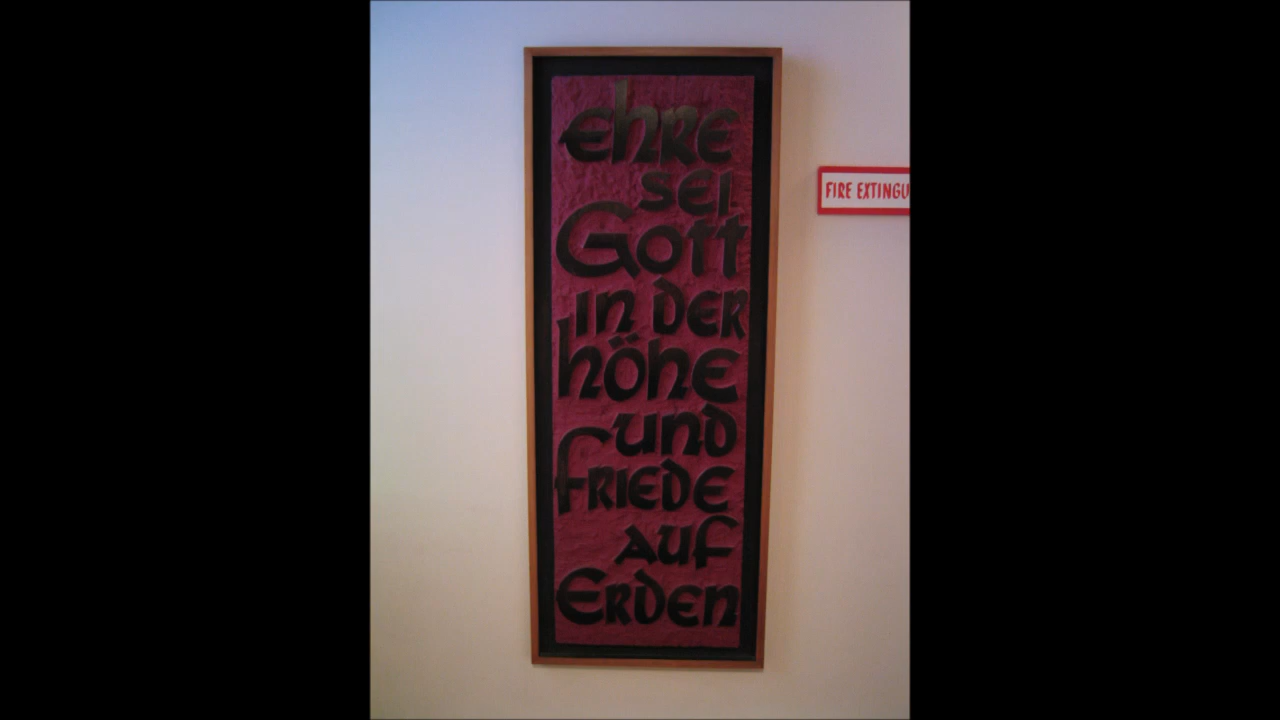 ehre
sei
Gott
in der
höhe
und
friede
auf
Erden
FIRE EXTINGU